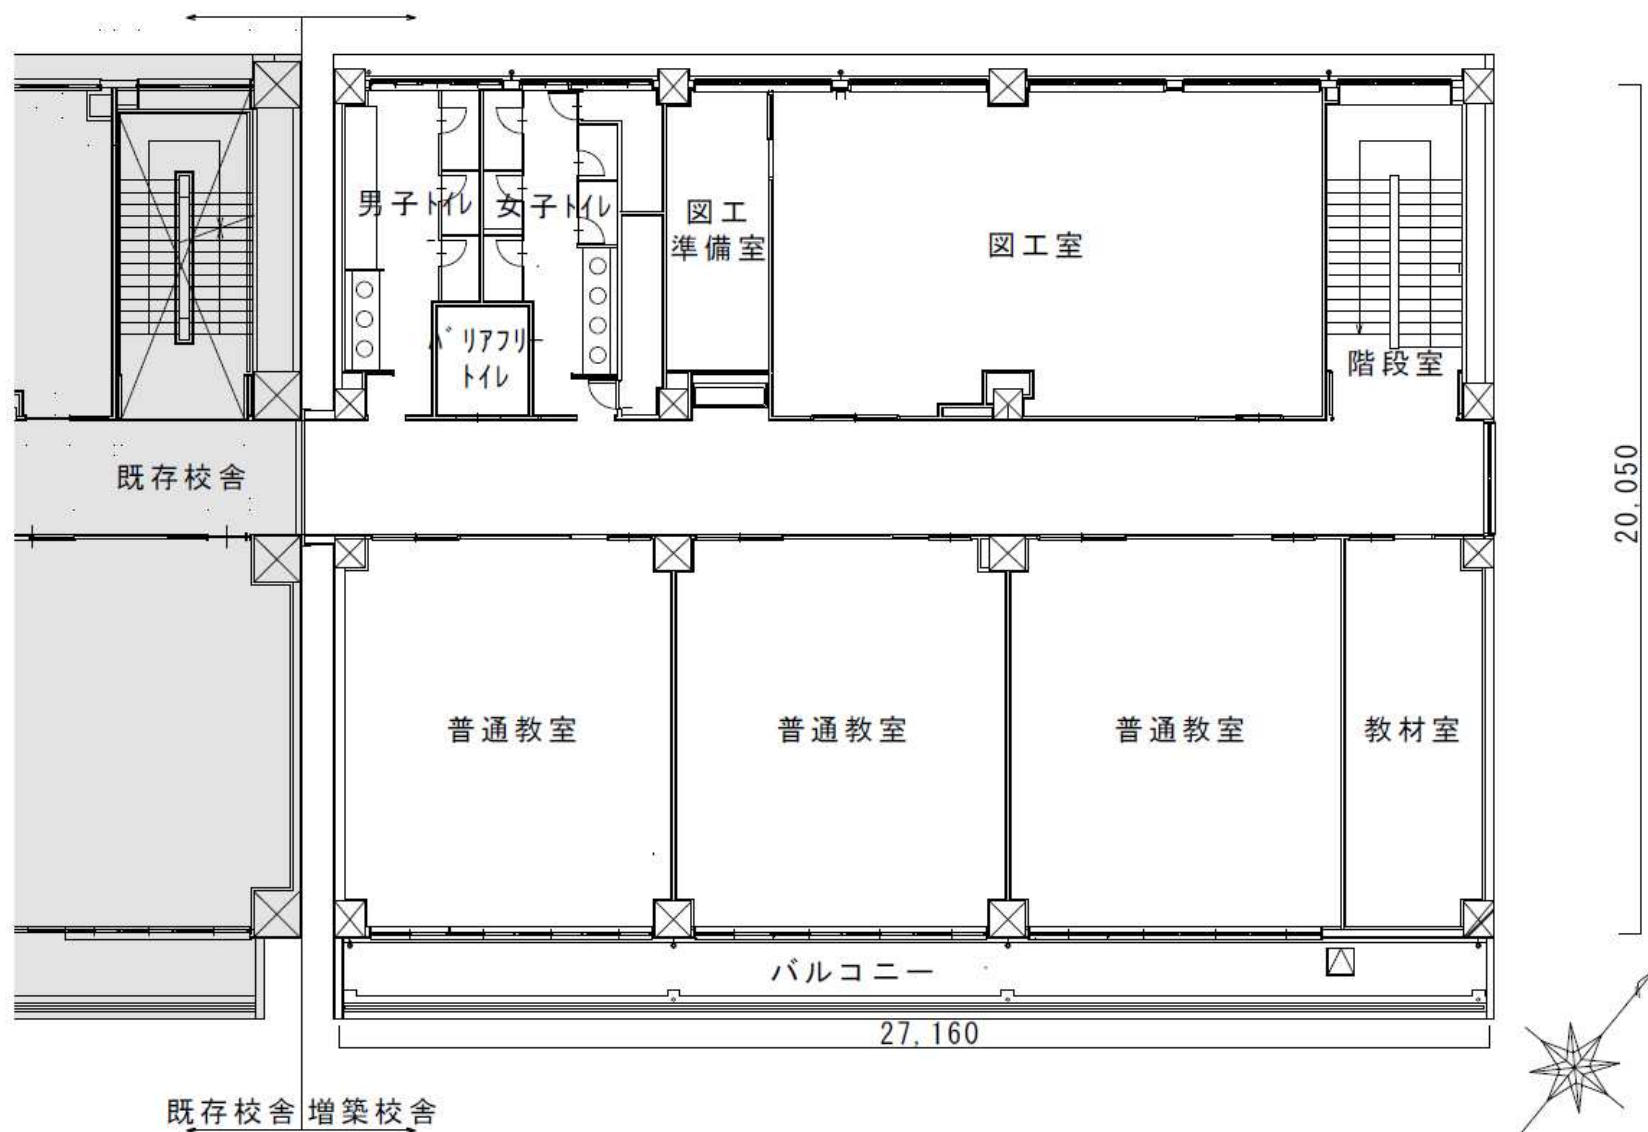 男子トイレ
女子トイレ
図工
準備室
図工室
バリアフリー
トイレ
階段室
既存校舎
20,050
普通教室
普通教室
普通教室
教材室
バルコニー
27,160
既存校舎
増築校舎